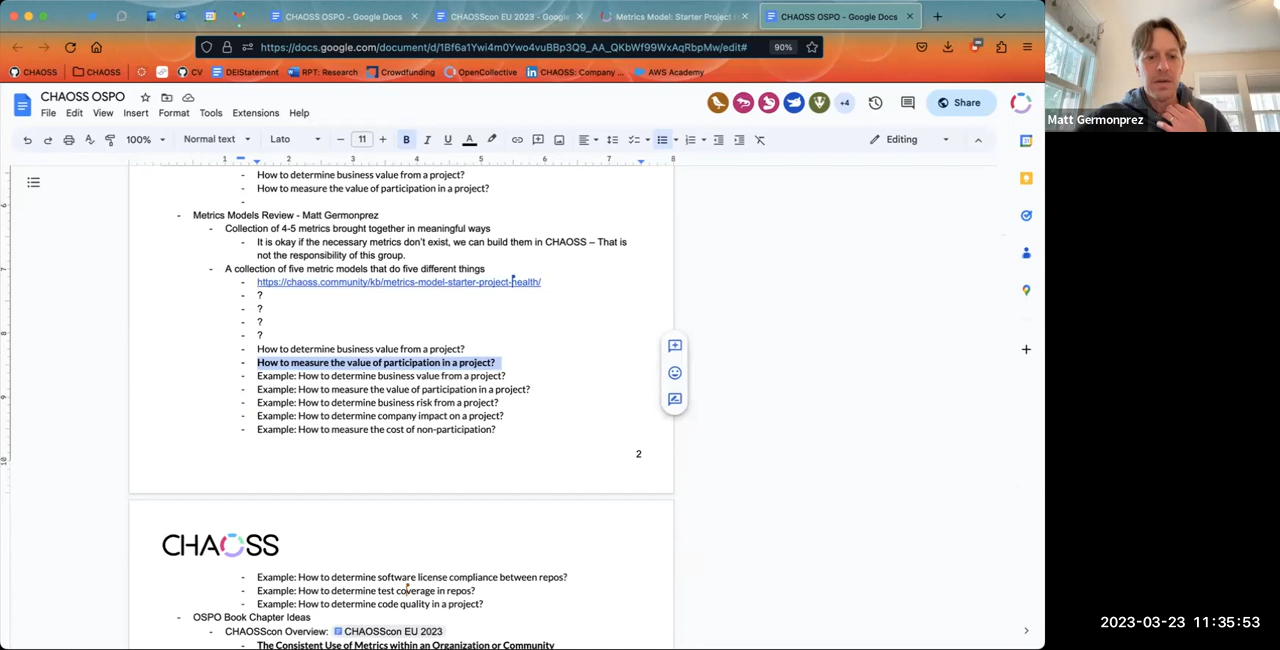 CHAOSS OSPO - Google Docs
CHAOSScon EU 2023 - Google
Metrics Model: Starter Project
CHAOSS OSPO - Google Docs
https://docs.google.com/document/d/1Bf6a1Ywi4m0Ywo4vuBBp3Q9_AA_QKbWf99WxAqRbpMw/edit#
90%
CHAOSS
CHAOSS
CV
DEIStatement
RPT: Research
Crowdfunding
OpenCollective
CHAOSS: Company ...
AWS Academy
CHAOSS OSPO
File Edit View Insert Format Tools Extensions Help
+4
Share
100%
Normal text
Lato
11
Editing
1 2 3 4 5 6 7 8
- How to determine business value from a project?
- How to measure the value of participation in a project?
-
- Metrics Models Review - Matt Germonprez
- Collection of 4-5 metrics brought together in meaningful ways
- It is okay if the necessary metrics don't exist, we can build them in CHAOSS – That is
not the responsibility of this group.
- A collection of five metric models that do five different things
- https://chaoss.community/kb/metrics-model-starter-project-health/
- ?
- ?
- ?
- ?
- How to determine business value from a project?
- How to measure the value of participation in a project?
- Example: How to determine business value from a project?
- Example: How to measure the value of participation in a project?
- Example: How to determine business risk from a project?
- Example: How to determine company impact on a project?
- Example: How to measure the cost of non-participation?
2
CHAOSS
- Example: How to determine software license compliance between repos?
- Example: How to determine test coverage in repos?
- Example: How to determine code quality in a project?
- OSPO Book Chapter Ideas
- CHAOSScon Overview: CHAOSScon EU 2023
- The Consistent Use of Metrics within an Organization or Community
Matt Germonprez
2023-03-23 11:35:53